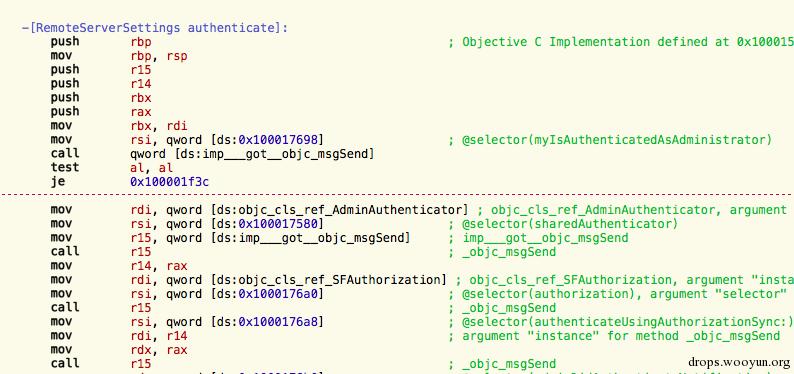 -[RemoteServerSettings authenticate]:
push rbp ; Objective C Implementation defined at 0x100015
mov rbp, rsp
push r15
push r14
push rbx
push rax
mov rbx, rdi
mov rsi, qword [ds:0x100017698] ; @selector(myIsAuthenticatedAsAdministrator)
call qword [ds:imp___got__objc_msgSend]
test al, al
je 0x100001f3c
mov rdi, qword [ds:objc_cls_ref_AdminAuthenticator] ; objc_cls_ref_AdminAuthenticator, argument
mov rsi, qword [ds:0x100017580] ; @selector(sharedAuthenticator)
mov r15, qword [ds:imp___got__objc_msgSend] ; imp___got__objc_msgSend
call r15 ; _objc_msgSend
mov r14, rax
mov rdi, qword [ds:objc_cls_ref_SFAuthorization] ; objc_cls_ref_SFAuthorization, argument "insta
mov rsi, qword [ds:0x1000176a0] ; @selector(authorization), argument "selector"
call r15 ; _objc_msgSend
mov rsi, qword [ds:0x1000176a8] ; @selector(authenticateUsingAuthorizationSync:)
mov rdi, r14 ; argument "instance" for method _objc_msgSend
mov rdx, rax
call r15 ; _objc_msgSend
drops.wooyun.org